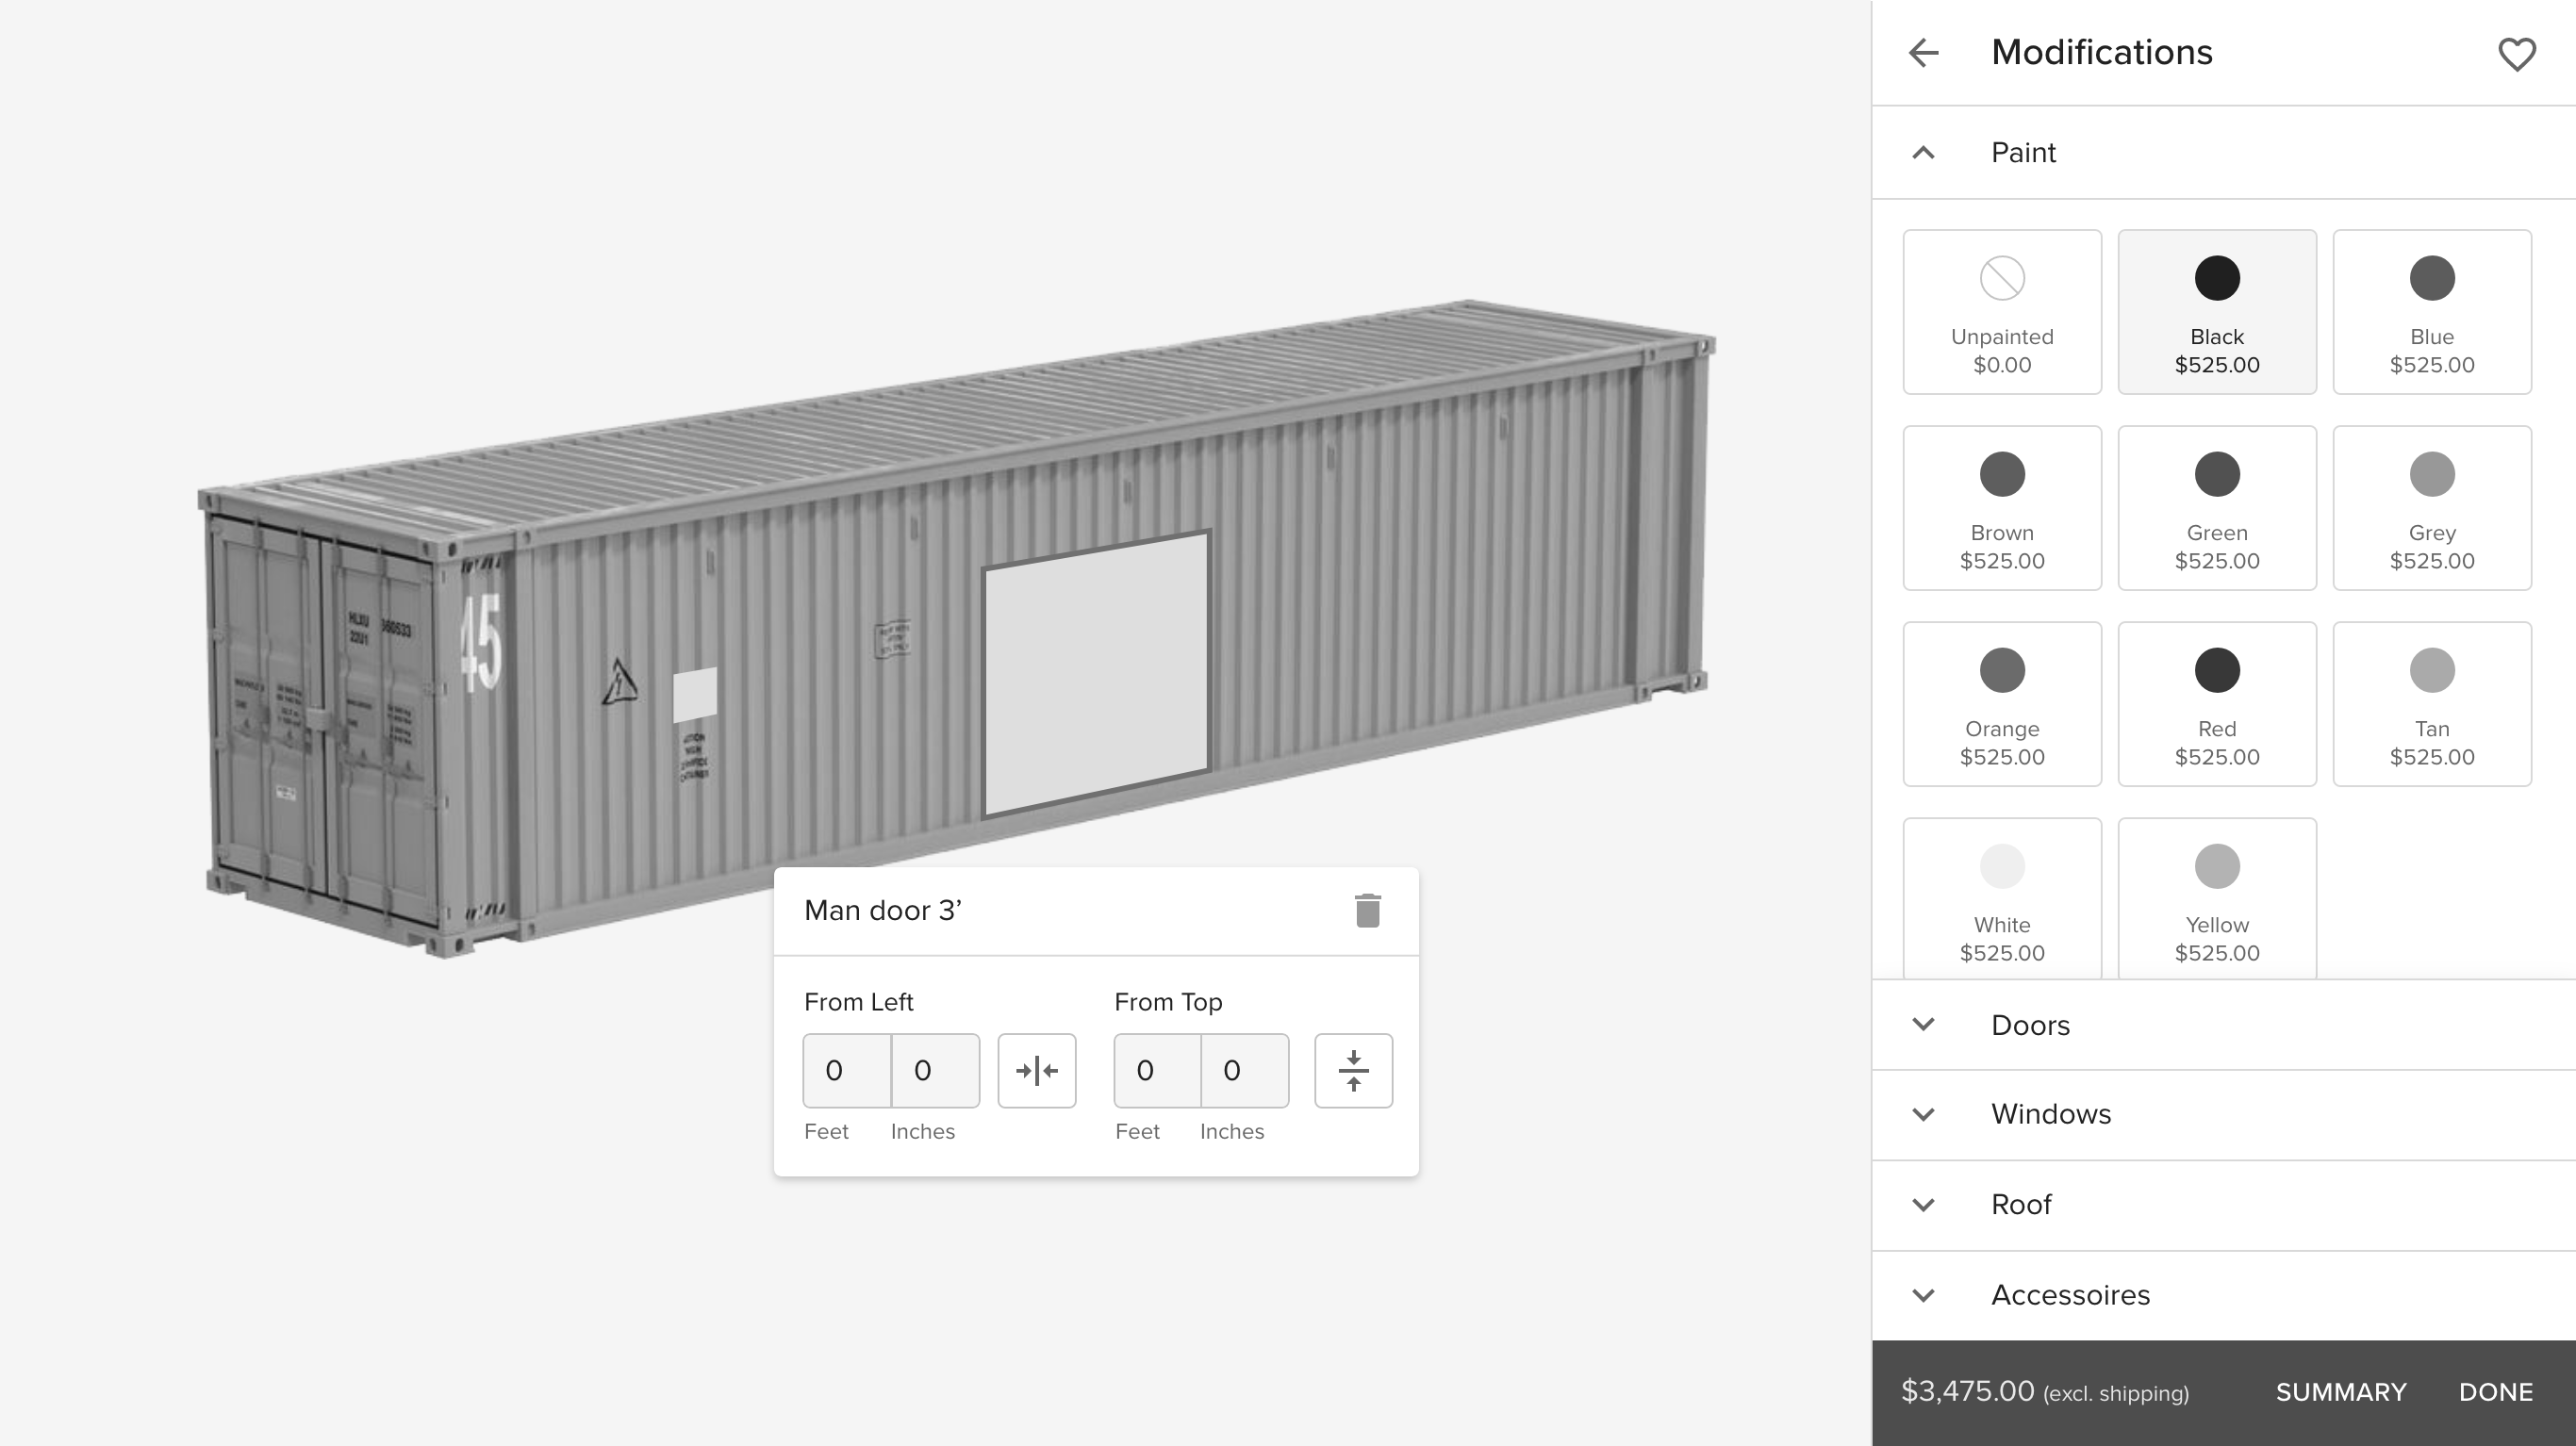 Modifications
Paint
Unpainted
$0.00
Black
$525.00
Blue
$525.00
Brown
$525.00
Green
$525.00
Grey
$525.00
Orange
$525.00
Red
$525.00
Tan
$525.00
White
$525.00
Yellow
$525.00
Doors
Windows
Roof
Accessoires
$3,475.00 (excl. shipping)
SUMMARY
DONE
45
HLXU
22U1
Man door 3’
From Left
From Top
0
0
0
0
Feet
Inches
Feet
Inches